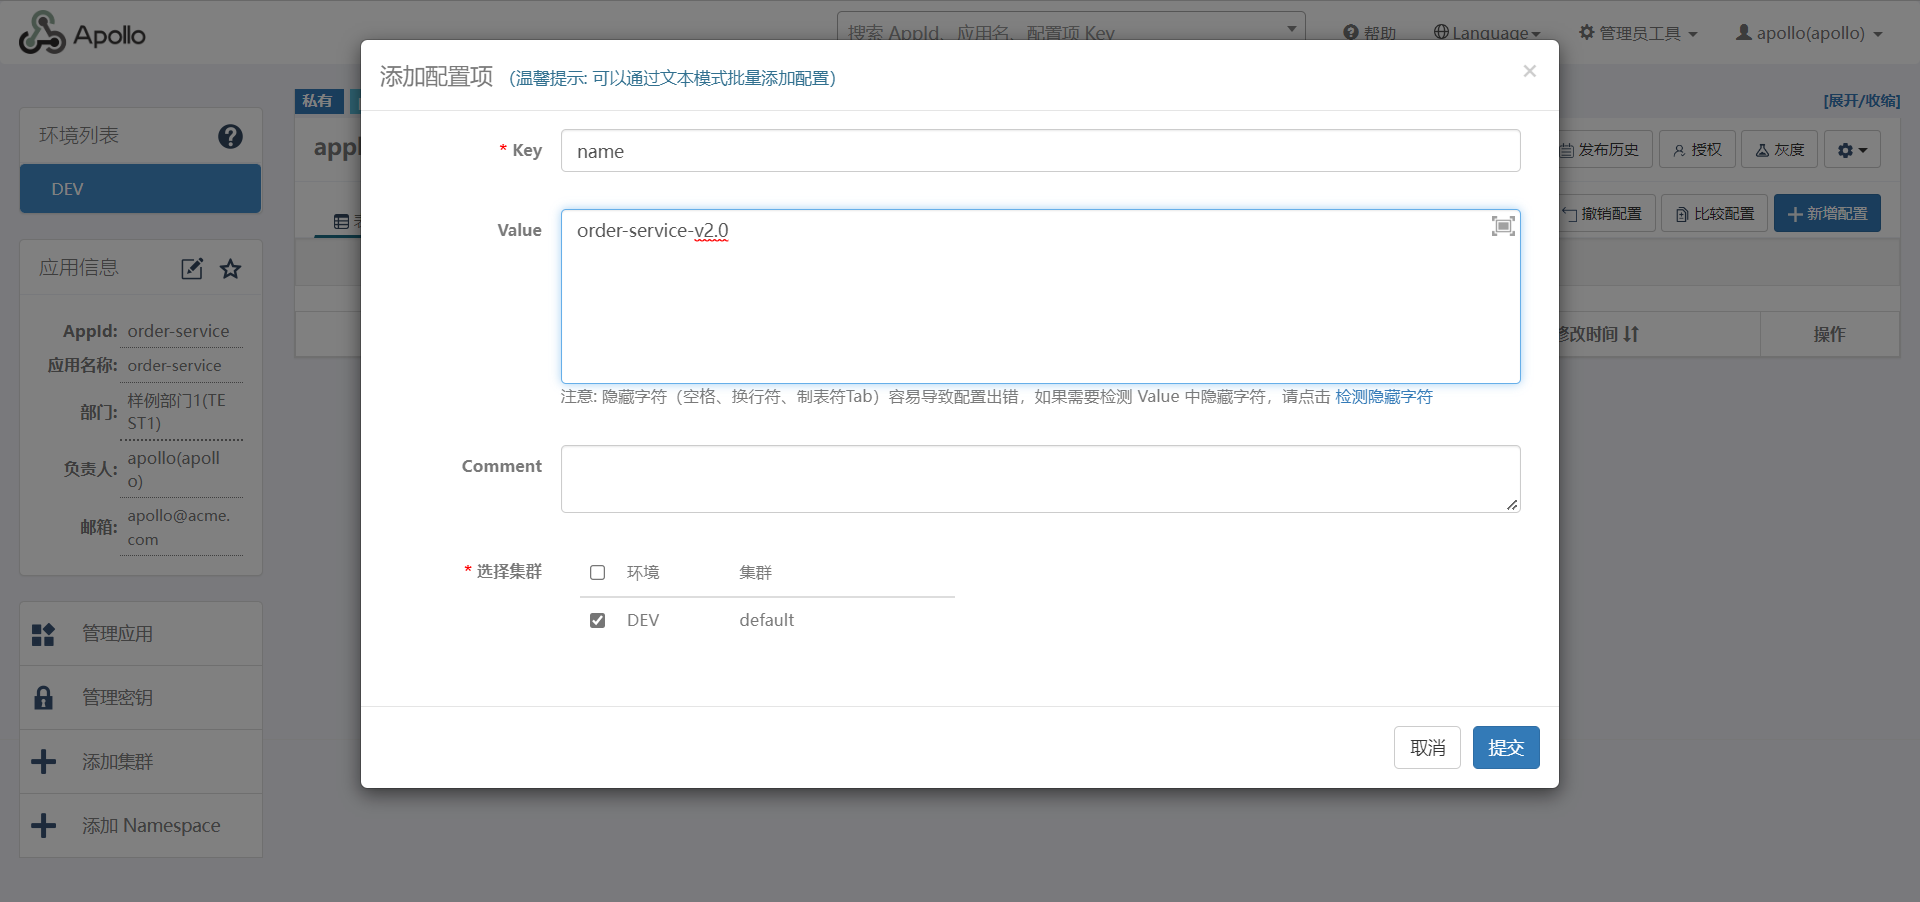 Apollo
搜索 AppId、应用名、配置项 Key
帮助
Language
管理员工具
apollo(apollo)
添加配置项 (温馨提示: 可以通过文本模式批量添加配置)
×
私有
[展开/收缩]
环境列表
DEV
appl
发布历史
授权
灰度
撤销配置
比较配置
新增配置
修改时间
操作
* Key
name
Value
order-service-v2.0
注意: 隐藏字符（空格、换行符、制表符Tab）容易导致配置出错，如果需要检测 Value 中隐藏字符，请点击 检测隐藏字符
Comment
* 选择集群
环境 集群
DEV default
取消
提交
应用信息
AppId: order-service
应用名称: order-service
部门: 样例部门1(TE
ST1)
负责人: apollo(apoll
o)
邮箱: apollo@acme.
com
管理应用
管理密钥
添加集群
添加 Namespace